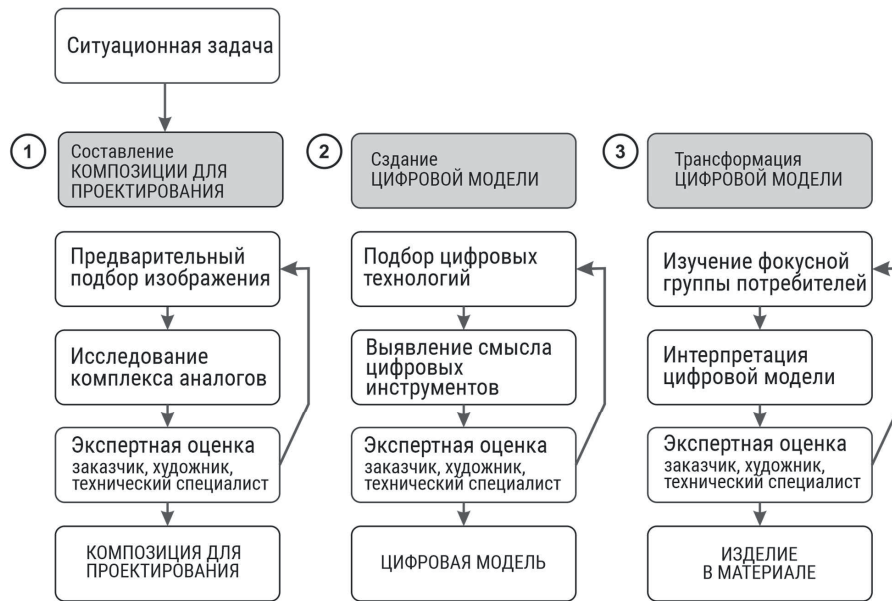 Ситуационная задача
1
Составление
КОМПОЗИЦИИ ДЛЯ
ПРОЕКТИРОВАНИЯ
Предварительный
подбор изображения
Исследование
комплекса аналогов
Экспертная оценка
заказчик, художник,
технический специалист
КОМПОЗИЦИЯ ДЛЯ
ПРОЕКТИРОВАНИЯ
2
Сздание
ЦИФРОВОЙ МОДЕЛИ
Подбор цифровых
технологий
Выявление смысла
цифровых
инструментов
Экспертная оценка
заказчик, художник,
технический специалист
ЦИФРОВАЯ МОДЕЛЬ
3
Трансформация
ЦИФРОВОЙ МОДЕЛИ
Изучение фокусной
группы потребителей
Интерпретация
цифровой модели
Экспертная оценка
заказчик, художник,
технический специалист
ИЗДЕЛИЕ
В МАТЕРИАЛЕ